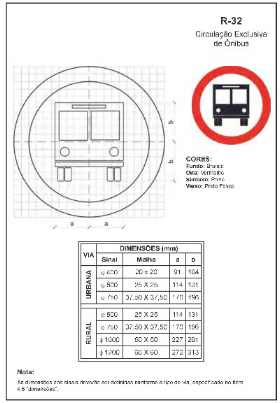 R-32
Circulação Exclusiva
de Ônibus
b
b
a
a
CORES:
Fundo: Branco
Orla: Vermelho
Símbolo: Preto
Verso: Preto Fosco
VIA
DIMENSÕES (mm)
Sinal Malha a b
URBANA
ϕ 400 20 x 20 91 104
ϕ 500 25 X 25 114 131
ϕ 750 37,50 X 37,50 170 196
RURAL
ϕ 500 25 X 25 114 131
ϕ 750 37,50 X 37,50 170 196
ϕ 1000 50 X 50 227 261
ϕ 1200 60 X 60 272 313
Nota:
As dimensões dos sinais deverão ser definidas conforme o tipo de via, especificado no item
4.6 "dimensões".